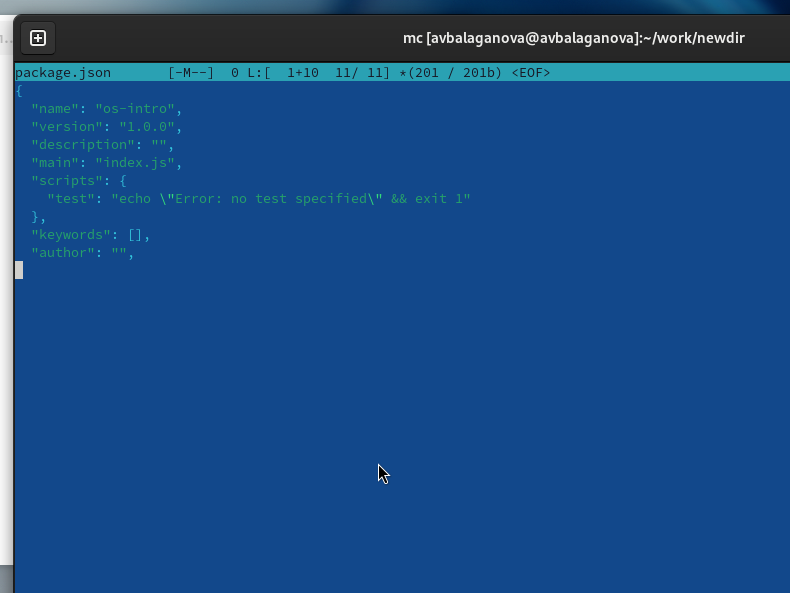 mc [avbalaganova@avbalaganova]:~/work/newdir
package.json       [-M--]  0 L:[  1+10  11/ 11] *(201 / 201b) <EOF>
{
  "name": "os-intro",
  "version": "1.0.0",
  "description": "",
  "main": "index.js",
  "scripts": {
    "test": "echo \"Error: no test specified\" && exit 1"
  },
  "keywords": [],
  "author": "",